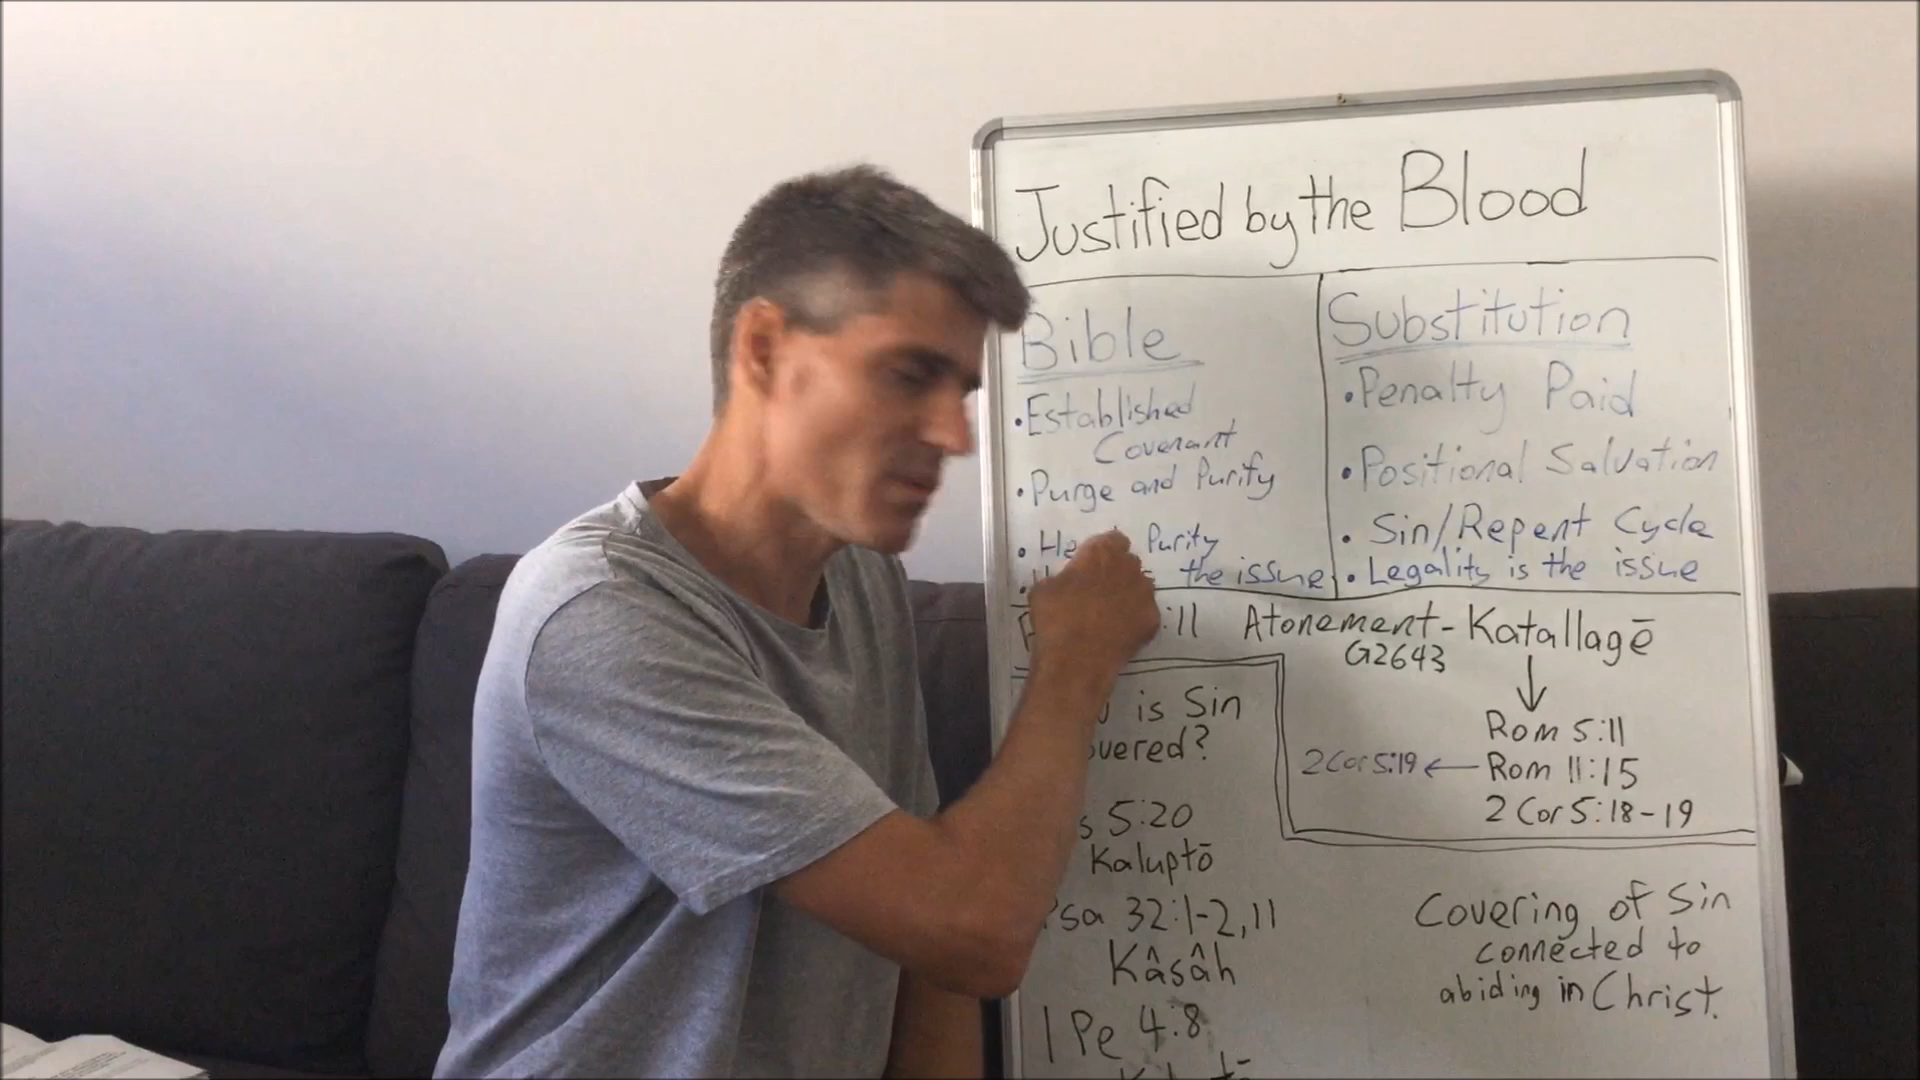 Justified by the Blood
Bible
• Established
Covenant
• Purge and Purify
• Purity
• the issue
Substitution
• Penalty Paid
• Positional Salvation
• Sin/Repent Cycle
• Legality is the issue
:11 Atonement - Katallagē
G2643
Rom 5:11
2 Cor 5:19 ← Rom 11:15
2 Cor 5:18-19
is Sin
overed?
s 5:20
Kaluptō
Psa 32:1-2, 11
Kâsâh
1 Pe 4:8
Covering of Sin
connected to
abiding in Christ.